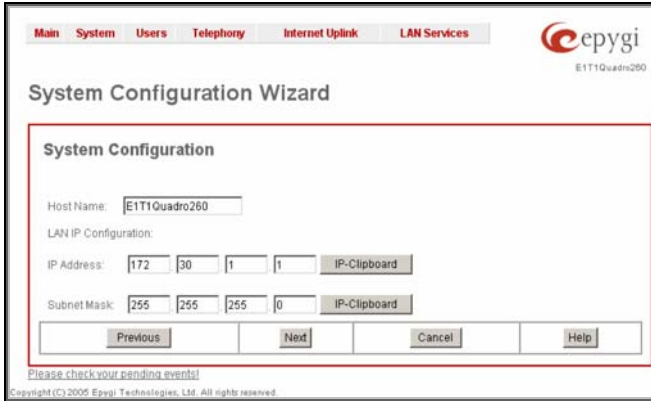 Main System Users Telephony Internet Uplink LAN Services
epygi
E1T1Quadro260
System Configuration Wizard
System Configuration
Host Name: E1T1Quadro260
LAN IP Configuration:
IP Address: 172 . 30 . 1 . 1 IP-Clipboard
Subnet Mask: 255 . 255 . 255 . 0 IP-Clipboard
Previous Next Cancel Help
Please check your pending events!
Copyright (C) 2005 Epygi Technologies, Ltd. All rights reserved.